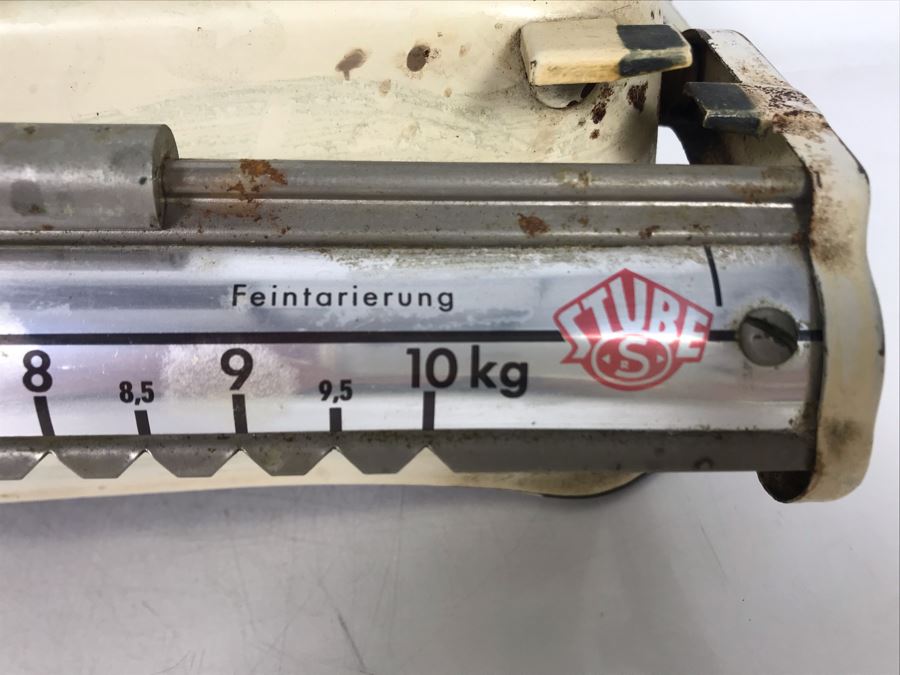 Feintarierung
STUBE
S
8 8,5 9 9,5 10 kg